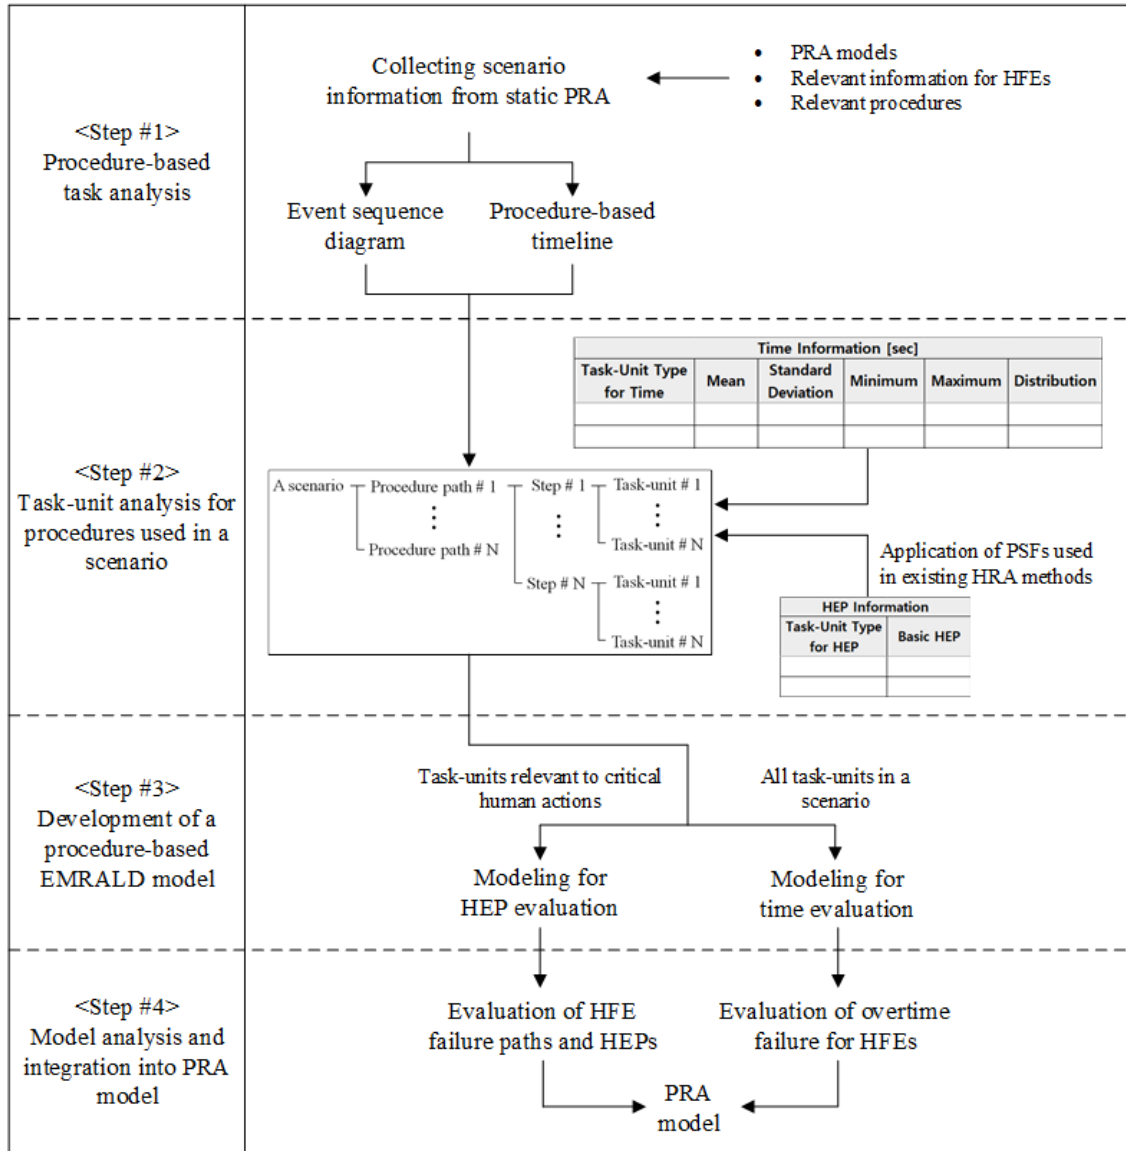 <Step #1>
Procedure-based
task analysis
Collecting scenario
information from static PRA
• PRA models
• Relevant information for HFEs
• Relevant procedures
Event sequence
diagram
Procedure-based
timeline
<Step #2>
Task-unit analysis for
procedures used in a
scenario
Time Information [sec]
Task-Unit Type
for Time
Mean
Standard
Deviation
Minimum
Maximum
Distribution
A scenario
Procedure path # 1
Step # 1
Task-unit # 1
Procedure path # N
Task-unit # N
Step # N
Task-unit # 1
Task-unit # N
Application of PSFs used
in existing HRA methods
HEP Information
Task-Unit Type
for HEP
Basic HEP
<Step #3>
Development of a
procedure-based
EMRALD model
Task-units relevant to critical
human actions
All task-units in a
scenario
Modeling for
HEP evaluation
Modeling for
time evaluation
<Step #4>
Model analysis and
integration into PRA
model
Evaluation of HFE
failure paths and HEPs
Evaluation of overtime
failure for HFEs
PRA
model